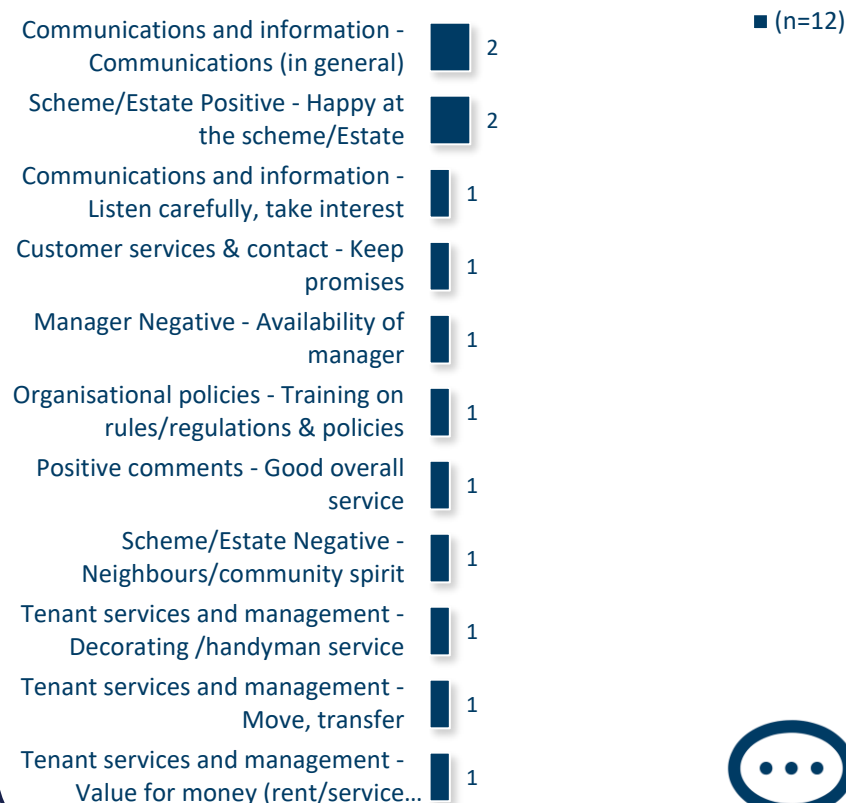 (n=12)
Communications and information -
Communications (in general)
2
Scheme/Estate Positive - Happy at
the scheme/Estate
2
Communications and information -
Listen carefully, take interest
1
Customer services & contact - Keep
promises
1
Manager Negative - Availability of
manager
1
Organisational policies - Training on
rules/regulations & policies
1
Positive comments - Good overall
service
1
Scheme/Estate Negative -
Neighbours/community spirit
1
Tenant services and management -
Decorating /handyman service
1
Tenant services and management -
Move, transfer
1
Tenant services and management -
Value for money (rent/service...
1